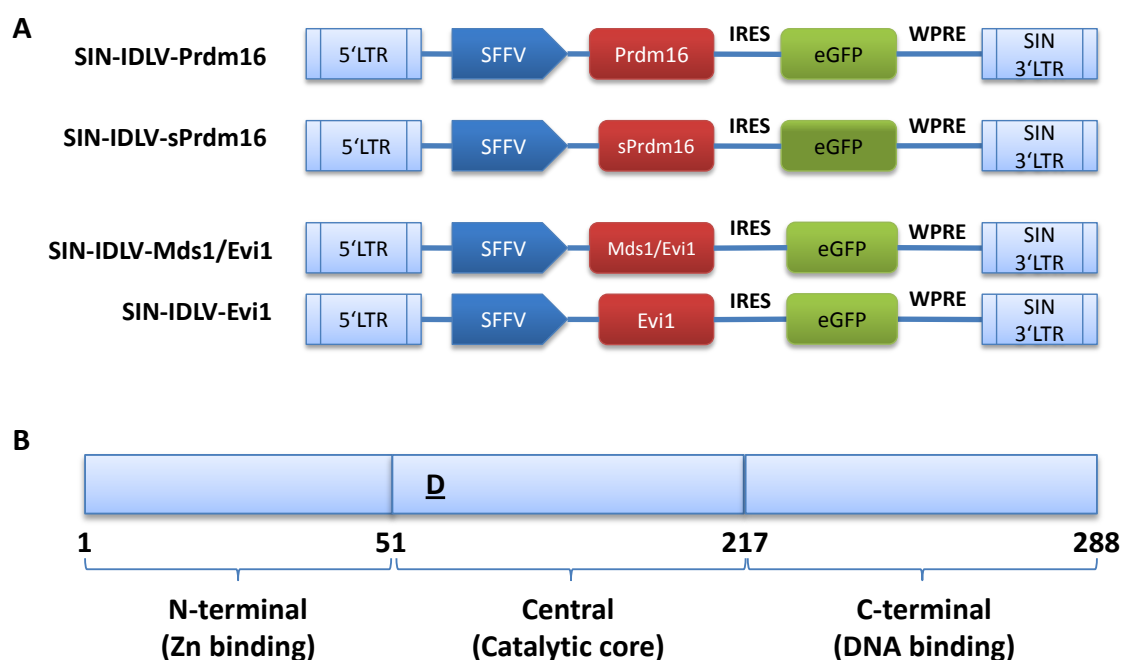 A
SIN-IDLV-Prdm16
5‘LTR
SFFV
Prdm16
IRES
eGFP
WPRE
SIN
3‘LTR
SIN-IDLV-sPrdm16
5‘LTR
SFFV
sPrdm16
IRES
eGFP
WPRE
SIN
3‘LTR
SIN-IDLV-Mds1/Evi1
5‘LTR
SFFV
Mds1/Evi1
IRES
eGFP
WPRE
SIN
3‘LTR
SIN-IDLV-Evi1
5‘LTR
SFFV
Evi1
IRES
eGFP
WPRE
SIN
3‘LTR
B
D
1 51 217 288
N-terminal
(Zn binding)
Central
(Catalytic core)
C-terminal
(DNA binding)